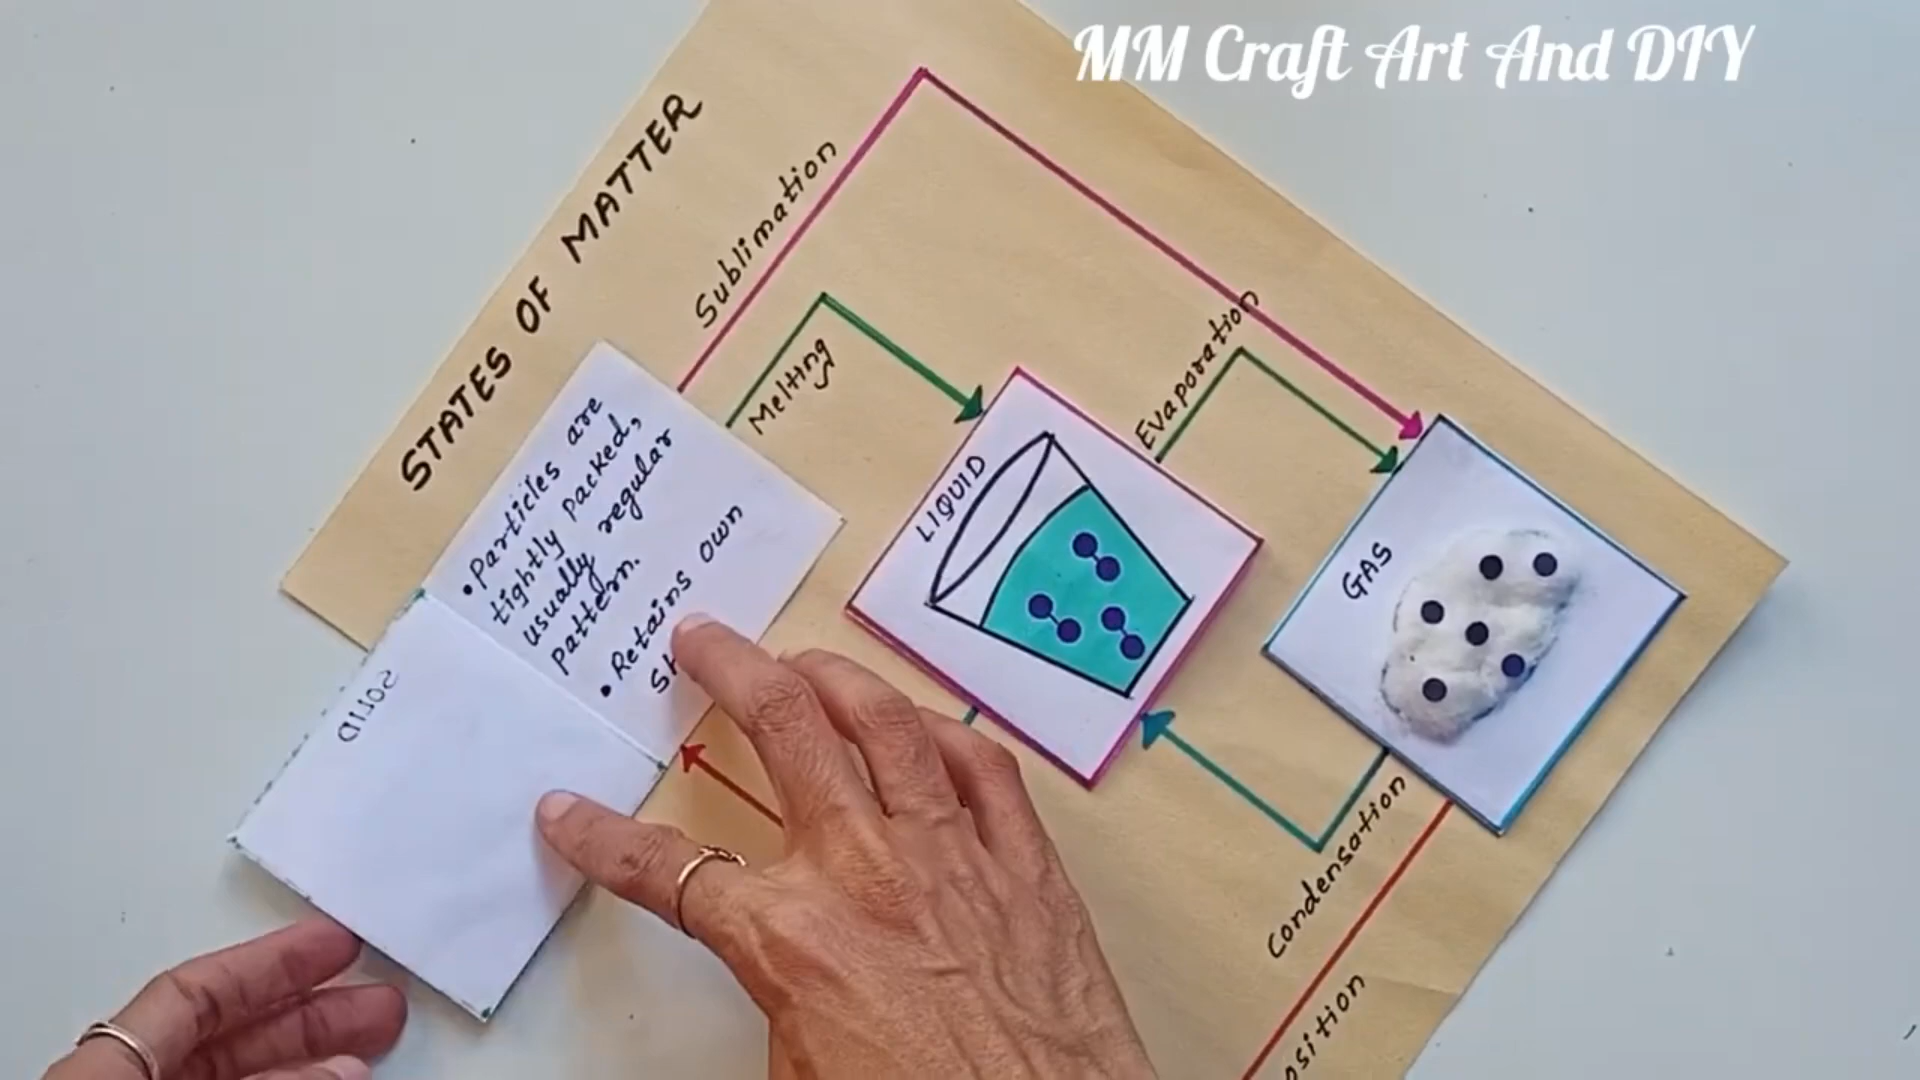 MM Craft Art And DIY
STATES OF MATTER
Sublimation
Melting
Evaporation
• Particles are
tightly packed,
usually regular
pattern.
• Retains own
SOLID
LIQUID
GAS
Condensation